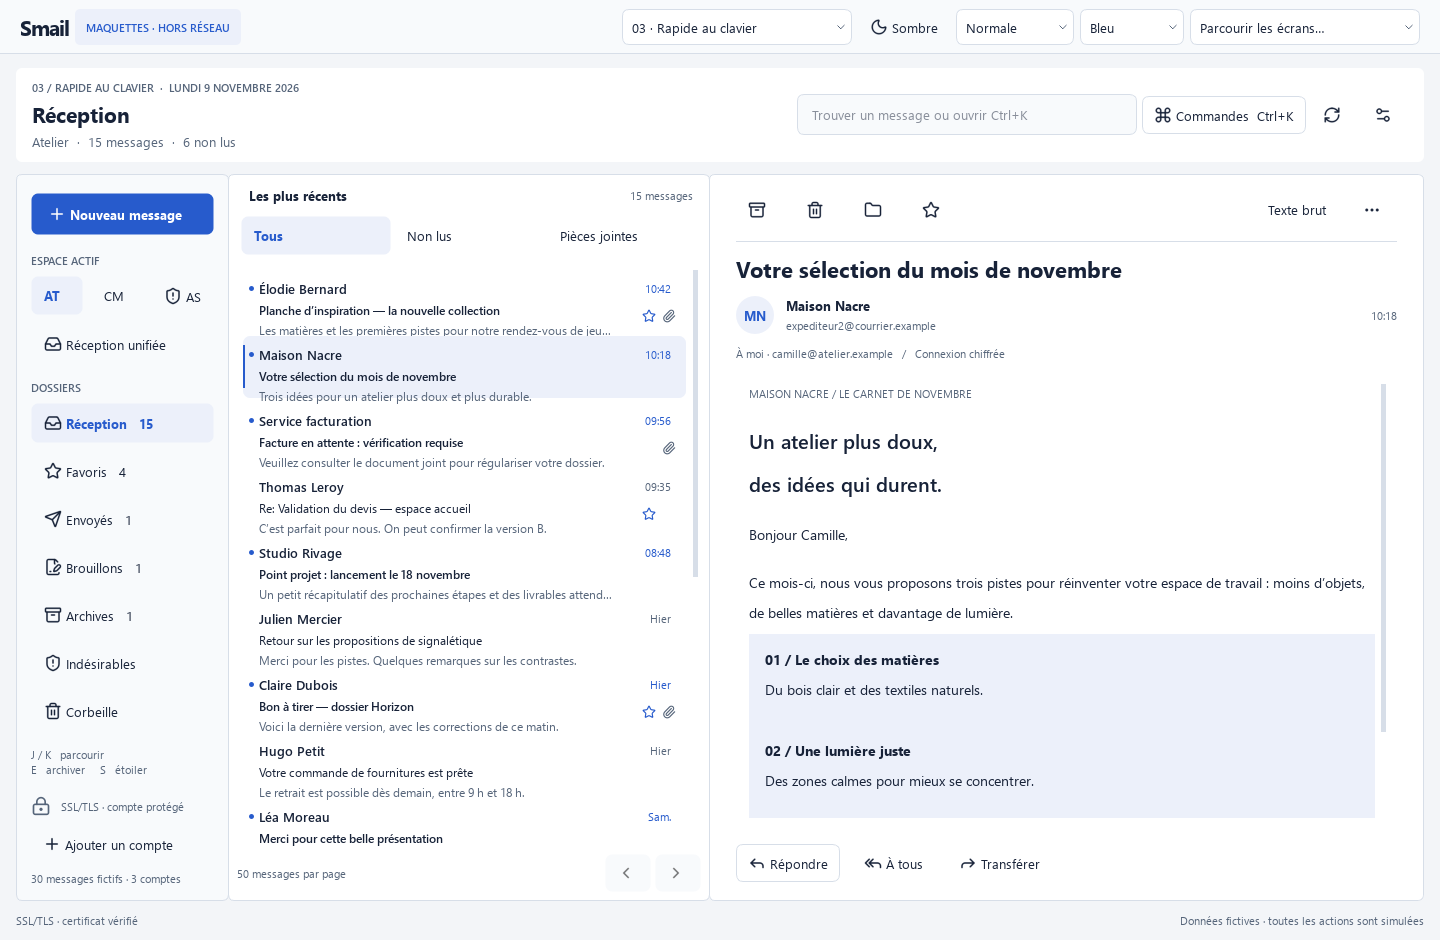 Smail
MAQUETTES · HORS RÉSEAU
03 · Rapide au clavier
Sombre
Normale
Bleu
Parcourir les écrans...
03 / RAPIDE AU CLAVIER · LUNDI 9 NOVEMBRE 2026
Réception
Atelier · 15 messages · 6 non lus
Trouver un message ou ouvrir Ctrl+K
Commandes Ctrl+K
Nouveau message
ESPACE ACTIF
AT
CM
AS
Réception unifiée
DOSSIERS
Réception 15
Favoris 4
Envoyés 1
Brouillons 1
Archives 1
Indésirables
Corbeille
J / K parcourir
E archiver S étoiler
SSL/TLS · compte protégé
Ajouter un compte
30 messages fictifs · 3 comptes
Les plus récents
15 messages
Tous
Non lus
Pièces jointes
Élodie Bernard 10:42
Planche d'inspiration — la nouvelle collection
Les matières et les premières pistes pour notre rendez-vous de jeu...
Maison Nacre 10:18
Votre sélection du mois de novembre
Trois idées pour un atelier plus doux et plus durable.
Service facturation 09:56
Facture en attente : vérification requise
Veuillez consulter le document joint pour régulariser votre dossier.
Thomas Leroy 09:35
Re: Validation du devis — espace accueil
C'est parfait pour nous. On peut confirmer la version B.
Studio Rivage 08:48
Point projet : lancement le 18 novembre
Un petit récapitulatif des prochaines étapes et des livrables attend...
Julien Mercier Hier
Retour sur les propositions de signalétique
Merci pour les pistes. Quelques remarques sur les contrastes.
Claire Dubois Hier
Bon à tirer — dossier Horizon
Voici la dernière version, avec les corrections de ce matin.
Hugo Petit Hier
Votre commande de fournitures est prête
Le retrait est possible dès demain, entre 9 h et 18 h.
Léa Moreau Sam.
Merci pour cette belle présentation
50 messages par page
Texte brut
Votre sélection du mois de novembre
MN
Maison Nacre
expediteur2@courrier.example
10:18
À moi · camille@atelier.example / Connexion chiffrée
MAISON NACRE / LE CARNET DE NOVEMBRE
Un atelier plus doux,
des idées qui durent.
Bonjour Camille,
Ce mois-ci, nous vous proposons trois pistes pour réinventer votre espace de travail : moins d'objets,
de belles matières et davantage de lumière.
01 / Le choix des matières
Du bois clair et des textiles naturels.
02 / Une lumière juste
Des zones calmes pour mieux se concentrer.
Répondre
À tous
Transférer
SSL/TLS · certificat vérifié
Données fictives · toutes les actions sont simulées